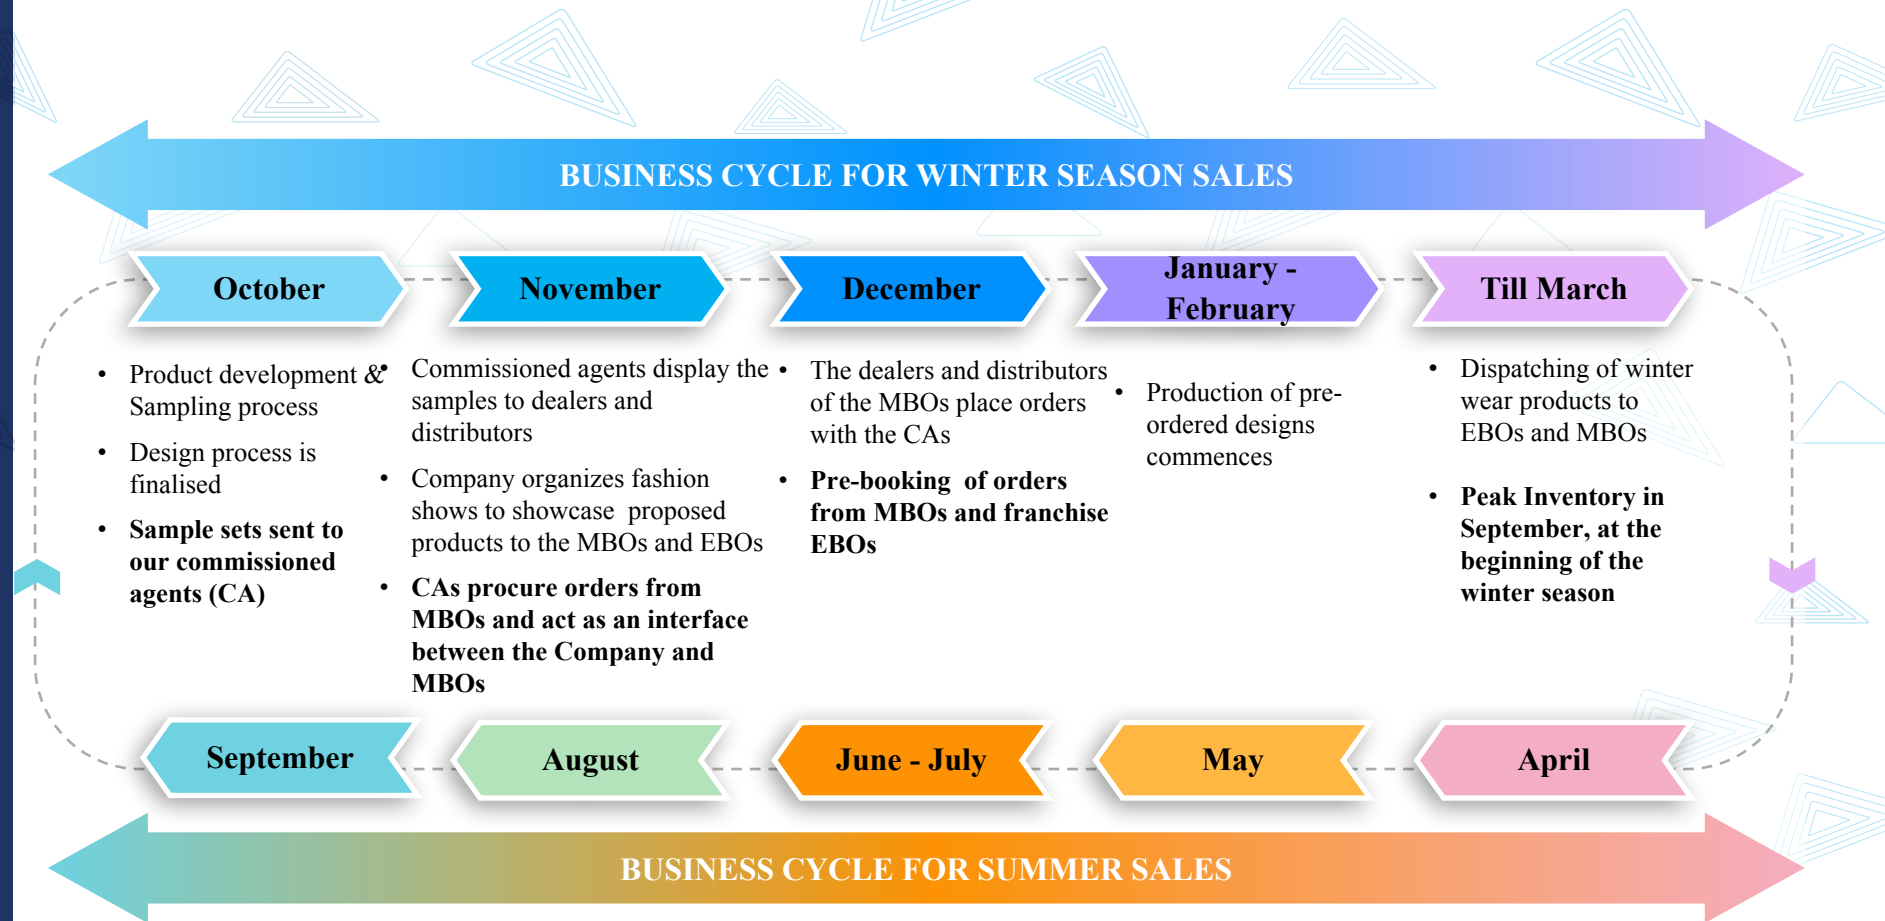 BUSINESS CYCLE FOR WINTER SEASON SALES
October
November
December
January -
February
Till March
• Product development &
Sampling process
• Design process is
finalised
• Sample sets sent to
our commissioned
agents (CA)
• Commissioned agents display the
samples to dealers and
distributors
• Company organizes fashion
shows to showcase  proposed
products to the MBOs and EBOs
• CAs procure orders from
MBOs and act as an interface
between the Company and
MBOs
• The dealers and distributors
of the MBOs place orders
with the CAs
• Pre-booking  of orders
from MBOs and franchise
EBOs
• Production of pre-
ordered designs
commences
• Dispatching of winter
wear products to
EBOs and MBOs
• Peak Inventory in
September, at the
beginning of the
winter season
September
August
June - July
May
April
BUSINESS CYCLE FOR SUMMER SALES